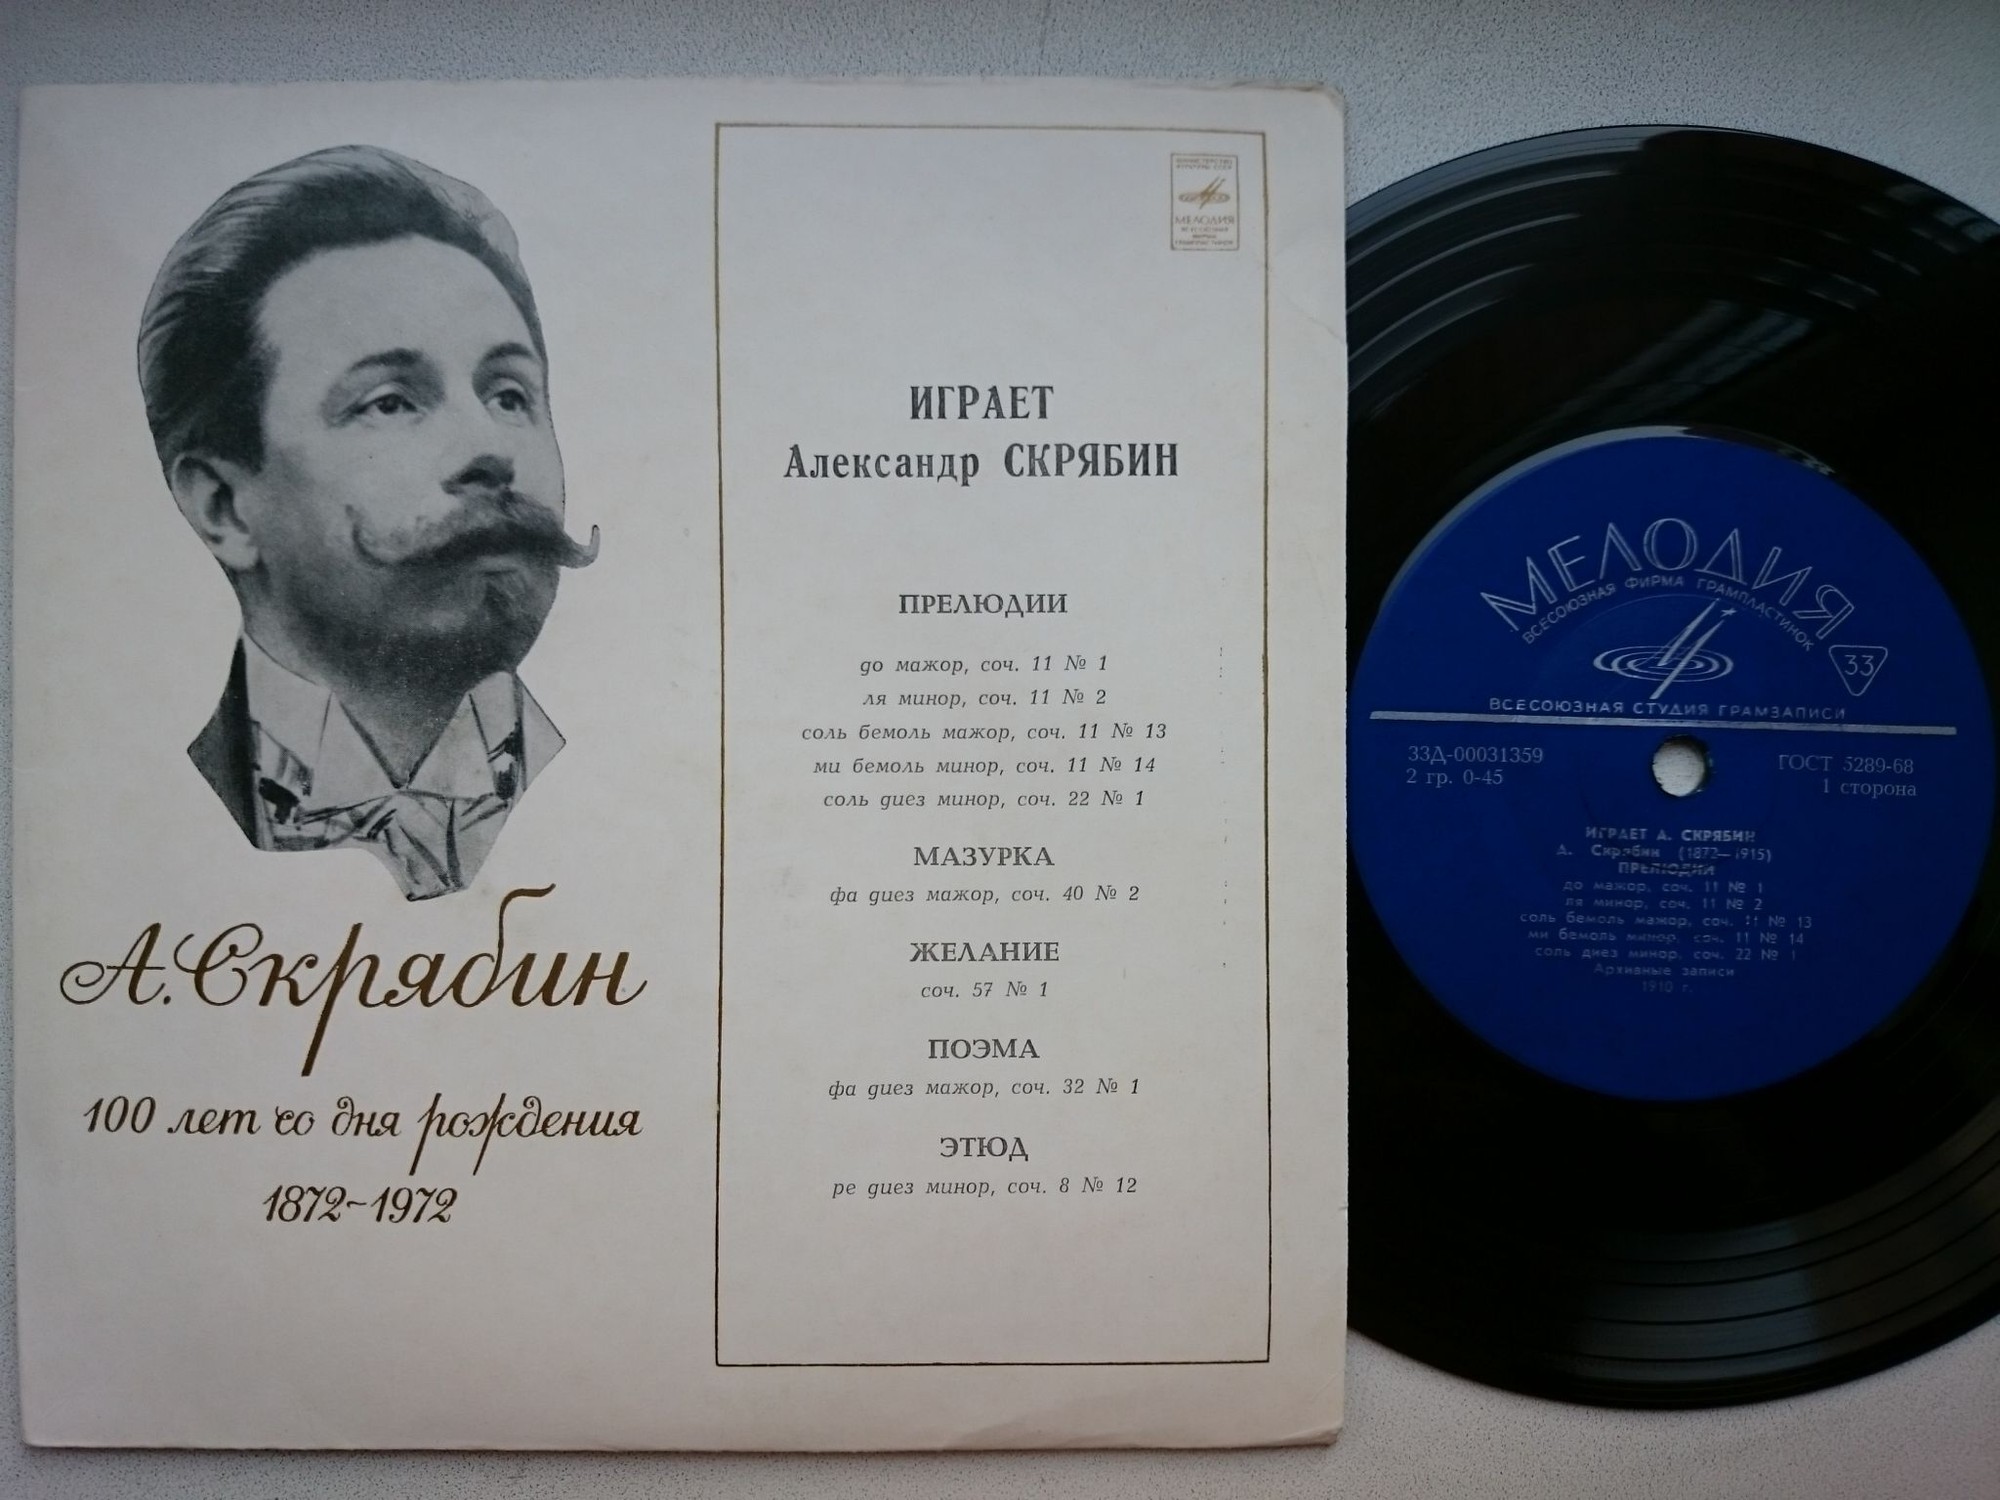 А. Скрябин
100 лет со дня рождения
1872-1972
МИНИСТЕРСТВО
КУЛЬТУРЫ СССР
МЕЛОДИЯ
ИГРАЕТ
Александр СКРЯБИН
ПРЕЛЮДИИ
до мажор, соч. 11 № 1
ля минор, соч. 11 № 2
соль бемоль мажор, соч. 11 № 13
ми бемоль минор, соч. 11 № 14
соль диез минор, соч. 22 № 1
МАЗУРКА
фа диез мажор, соч. 40 № 2
ЖЕЛАНИЕ
соч. 57 № 1
ПОЭМА
фа диез мажор, соч. 32 № 1
ЭТЮД
ре диез минор, соч. 8 № 12
МЕЛОДИЯ
ВСЕСОЮЗНАЯ ФИРМА ГРАМПЛАСТИНОК
33
ВСЕСОЮЗНАЯ СТУДИЯ ГРАМЗАПИСИ
33Д-00031359
2 гр. 0-45
ГОСТ 5289-68
1 сторона
ИГРАЕТ А. СКРЯБИН
А. Скрябин (1872—1915)
ПРЕЛЮДИИ
до мажор, соч. 11 № 1
ля минор, соч. 11 № 2
соль бемоль мажор, соч. 11 № 13
ми бемоль минор, соч. 11 № 14
соль диез минор, соч. 22 № 1
Архивные записи
1910 г.